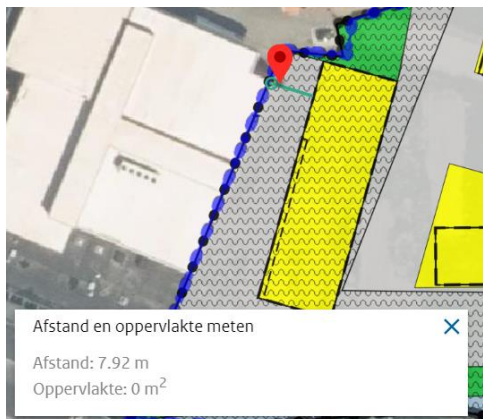 Afstand en oppervlakte meten
Afstand: 7.92 m
Oppervlakte: 0 m²